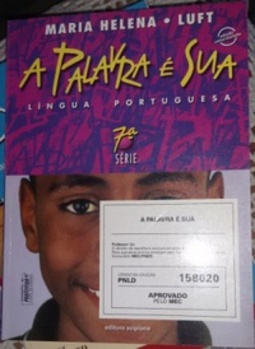 MARIA HELENA • LUFT
A PALAVRA É SUA
LÍNGUA PORTUGUESA
7ª
SÉRIE
A PALAVRA É SUA
PNLD
158020
APROVADO
PELO MEC
editora scipione